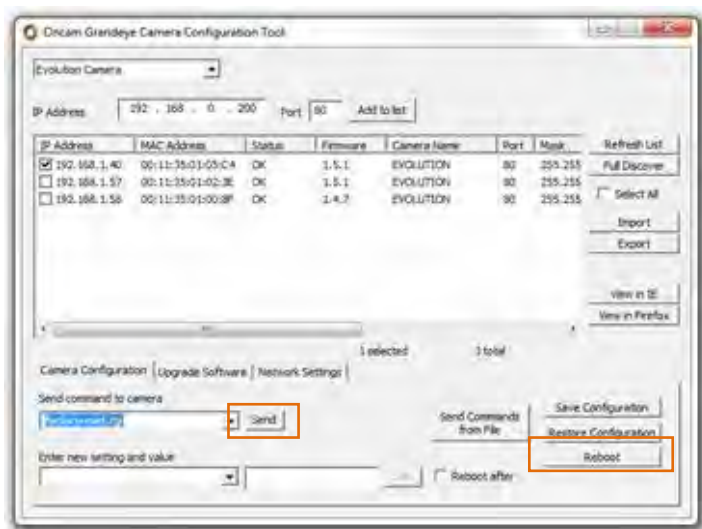 Oncam Grandeye Camera Configuration Tool
Evolution Camera
IP Address 192 . 168 . 0 . 200 Port 80 Add to list
IP Address MAC Address Status Firmware Camera Name Port Mask Refresh List
192.168.1.40 00:11:35:01:05:C4 OK 1.5.1 EVOLUTION 80 255.255 Full Discover
192.168.1.57 00:11:35:01:02:3E OK 1.5.1 EVOLUTION 80 255.255
192.168.1.56 00:11:35:01:00:8F OK 1.4.7 EVOLUTION 80 255.255 Select All
Import
Export
View in IE
View in Firefox
1 selected 3 total
Camera Configuration Upgrade Software Network Settings
Send command to camera
Send
Send Commands from File
Save Configuration
Restore Configuration
Reboot
Enter new setting and value
... Reboot after